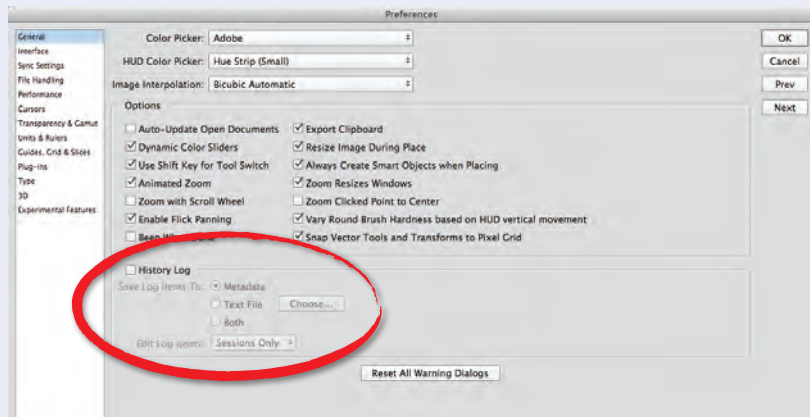 Preferences
General
Interface
Sync Settings
File Handling
Performance
Cursors
Transparency & Gamut
Units & Rulers
Guides, Grid & Slices
Plug-ins
Type
3D
Experimental Features
Color Picker: Adobe
HUD Color Picker: Hue Strip (Small)
Image Interpolation: Bicubic Automatic
OK
Cancel
Prev
Next
Options
Auto-Update Open Documents
Dynamic Color Sliders
Use Shift Key for Tool Switch
Animated Zoom
Zoom with Scroll Wheel
Enable Flick Panning
Beep When Done
Export Clipboard
Resize Image During Place
Always Create Smart Objects when Placing
Zoom Resizes Windows
Zoom Clicked Point to Center
Vary Round Brush Hardness based on HUD vertical movement
Snap Vector Tools and Transforms to Pixel Grid
History Log
Save Log Items To: Metadata
Text File Choose...
Both
Edit Log Items: Sessions Only
Reset All Warning Dialogs